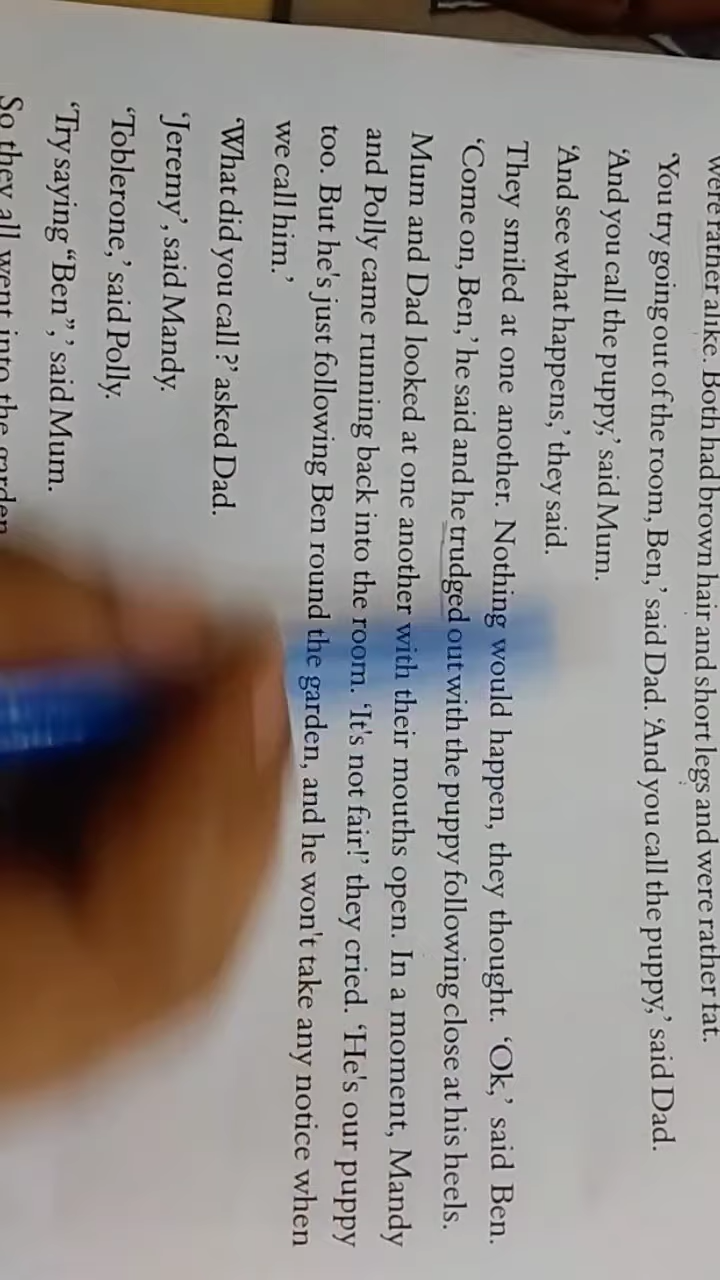 were rather alike. Both had brown hair and short legs and were rather fat.
'You try going out of the room, Ben,' said Dad. 'And you call the puppy,' said Dad.
'And you call the puppy,' said Mum.
'And see what happens,' they said.
They smiled at one another. Nothing would happen, they thought. 'Ok,' said Ben.
'Come on, Ben,' he said and he trudged out with the puppy following close at his heels.
Mum and Dad looked at one another with their mouths open. In a moment, Mandy
and Polly came running back into the room. 'It's not fair!' they cried. 'He's our puppy
too. But he's just following Ben round the garden, and he won't take any notice when
we call him.'
'What did you call ?' asked Dad.
'Jeremy', said Mandy.
'Toblerone,' said Polly.
'Try saying "Ben",' said Mum.
So they all went into the garden